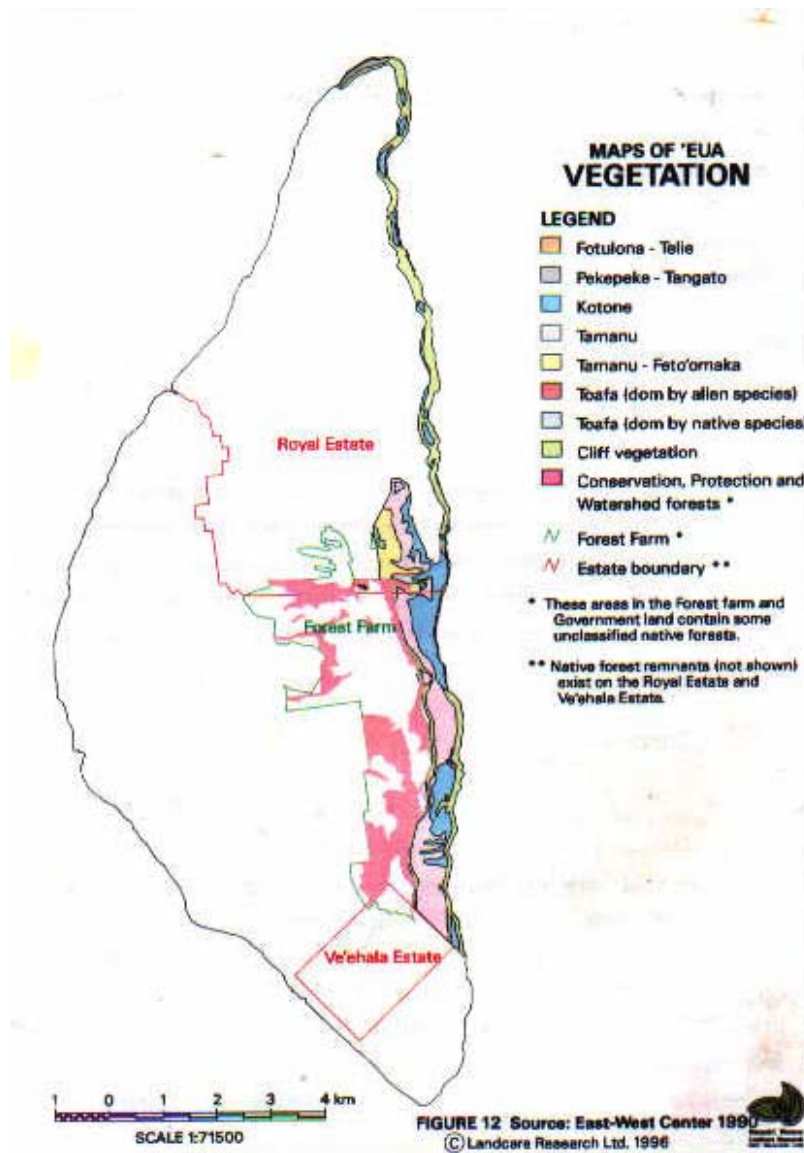 MAPS OF 'EUA
VEGETATION
LEGEND
Fotulona - Telie
Pekepeke - Tangato
Kotone
Tamanu
Tamanu - Feto'omaka
Toafa (dom by alien species)
Toafa (dom by native species)
Cliff vegetation
Conservation, Protection and
Watershed forests *
Forest Farm *
Estate boundary **
* These areas in the Forest farm and
Government land contain some
unclassified native forests.
** Native forest remnants (not shown)
exist on the Royal Estate and
Ve'ehala Estate.
Royal Estate
Forest Farm
Ve'ehala Estate
1 0 1 2 3 4 km
SCALE 1:71500
FIGURE 12 Source: East-West Center 1990
© Landcare Research Ltd. 1996